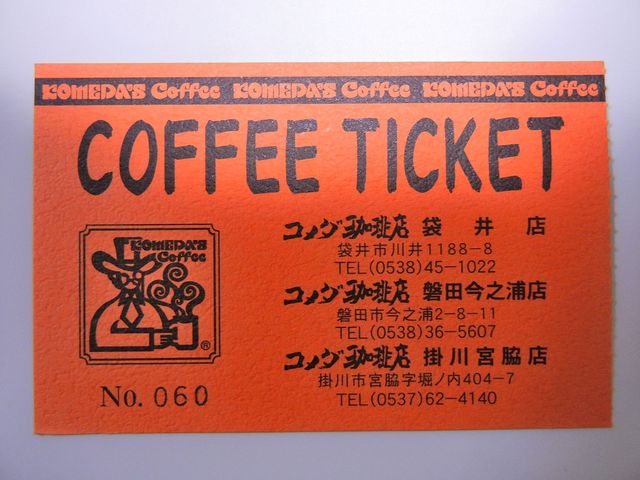 KOMEDA'S Coffee KOMEDA'S Coffee KOMEDA'S Coffee
COFFEE TICKET
KOMEDA'S
Coffee
®
No. 060
コメダ珈琲店 袋井店
袋井市川井1188-8
TEL(0538)45-1022
コメダ珈琲店 磐田今之浦店
磐田市今之浦2-8-11
TEL(0538)36-5607
コメダ珈琲店 掛川宮脇店
掛川市宮脇字堀ノ内404-7
TEL(0537)62-4140